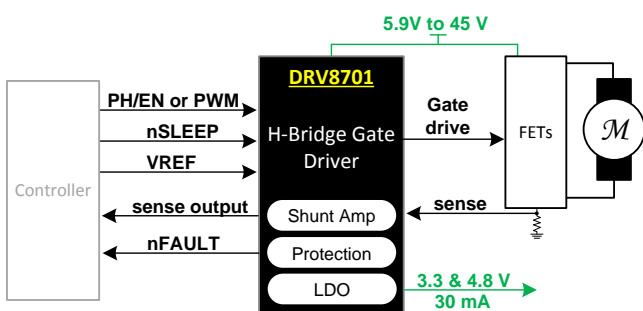 5.9V to 45 V
DRV8701
PH/EN or PWM
nSLEEP
VREF
H-Bridge Gate
Driver
Gate
drive
FETs
M
Controller
sense output
nFAULT
Shunt Amp
Protection
LDO
sense
3.3 & 4.8 V
30 mA